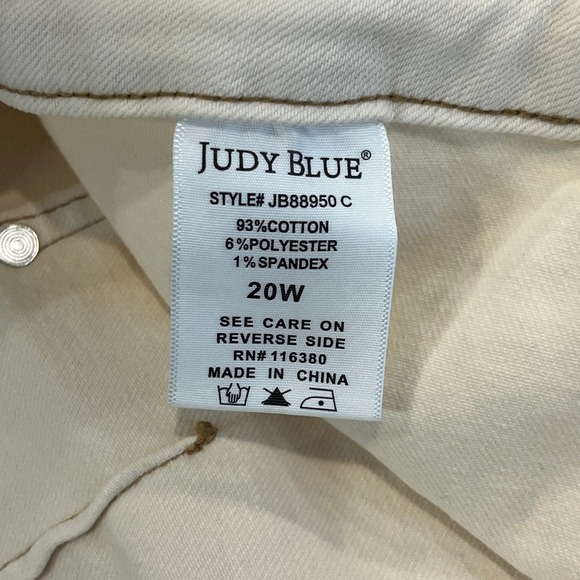 JUDY BLUE®
STYLE# JB88950 C
93%COTTON
6%POLYESTER
1%SPANDEX
20W
SEE CARE ON
REVERSE SIDE
RN# 116380
MADE IN CHINA